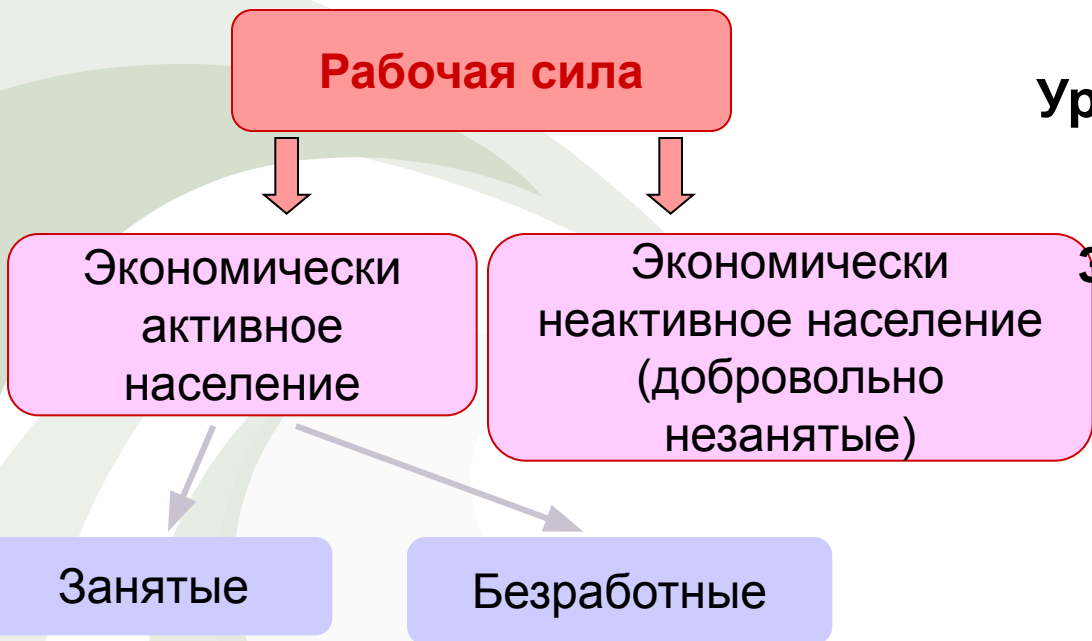 Рабочая сила
Ур
Экономически
активное
население
Экономически
неактивное население
(добровольно
незанятые)
Занятые
Безработные